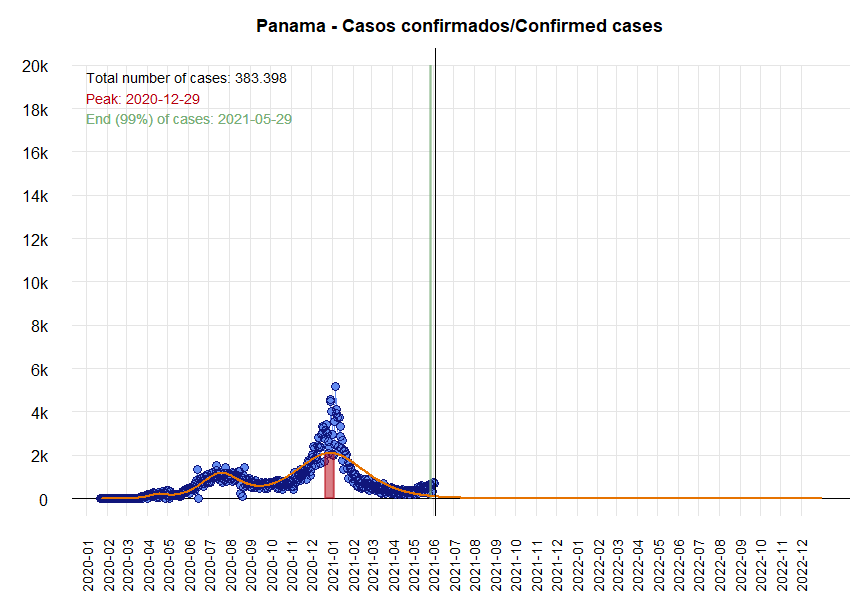 Panama - Casos confirmados/Confirmed cases
Total number of cases: 383.398
Peak: 2020-12-29
End (99%) of cases: 2021-05-29
20k
18k
16k
14k
12k
10k
8k
6k
4k
2k
0
2020-01
2020-02
2020-03
2020-04
2020-05
2020-06
2020-07
2020-08
2020-09
2020-10
2020-11
2020-12
2021-01
2021-02
2021-03
2021-04
2021-05
2021-06
2021-07
2021-08
2021-09
2021-10
2021-11
2021-12
2022-01
2022-02
2022-03
2022-04
2022-05
2022-06
2022-07
2022-08
2022-09
2022-10
2022-11
2022-12